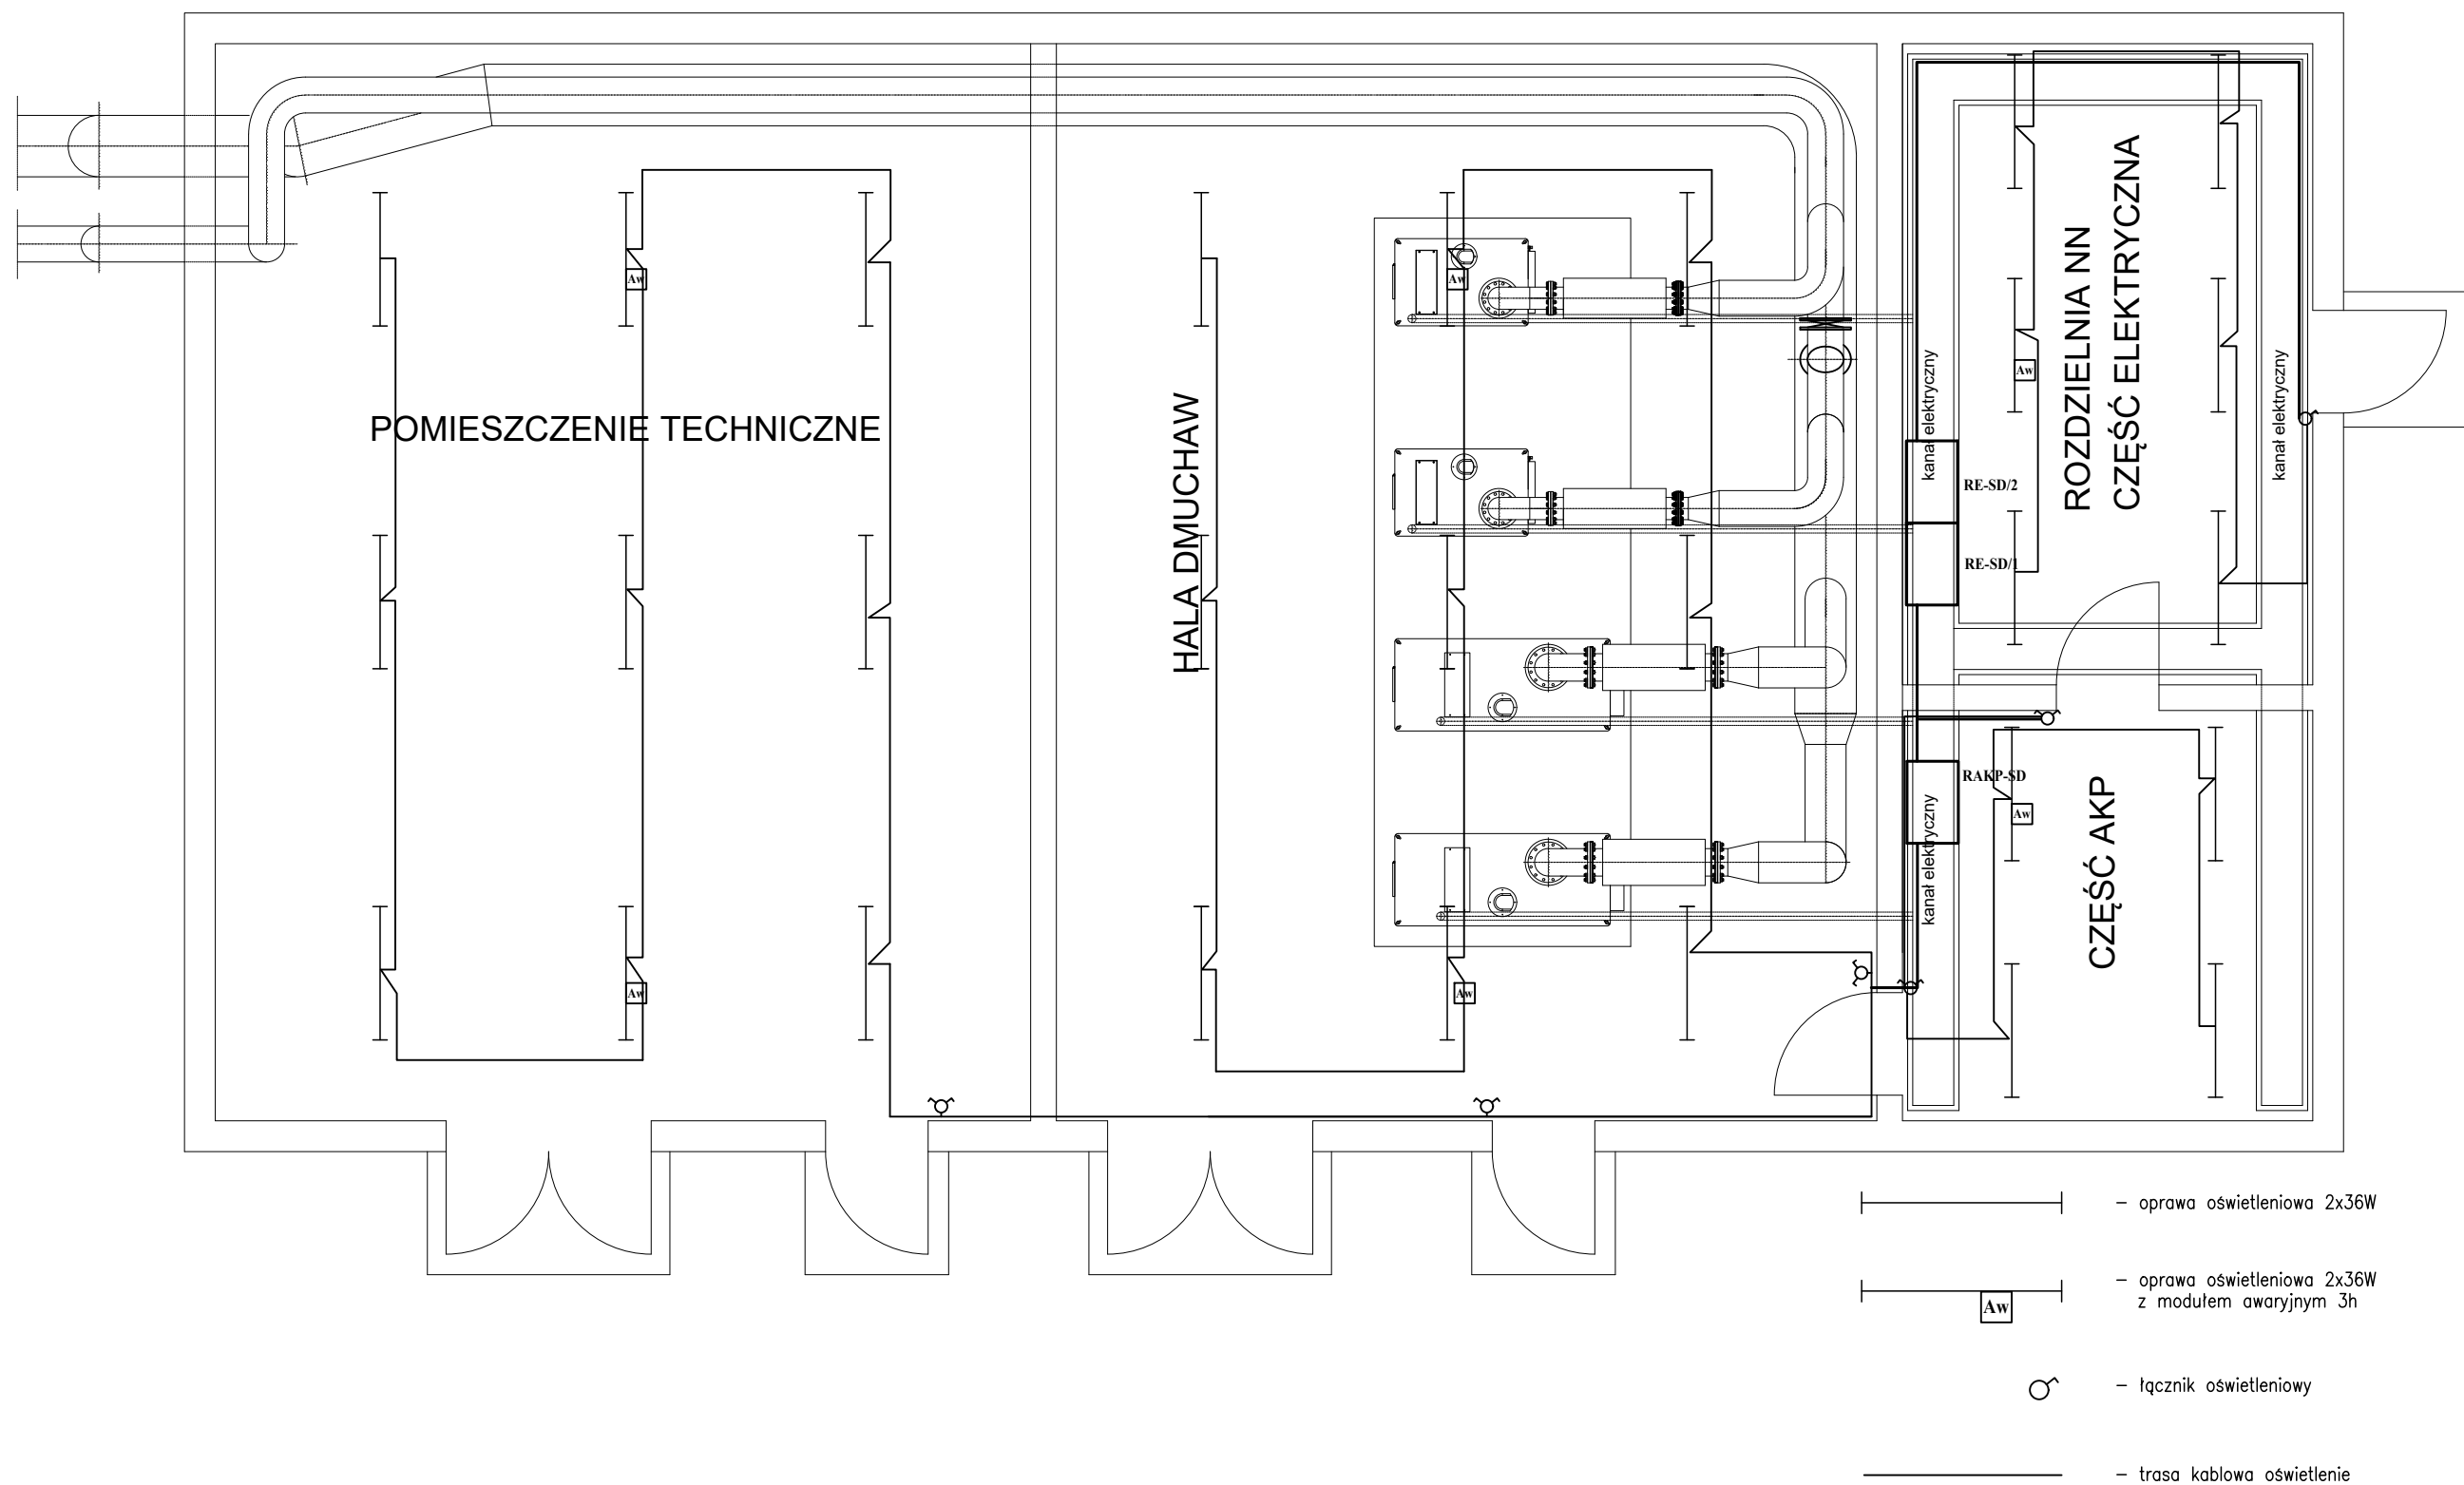 POMIESZCZENIE TECHNICZNE
HALA DMUCHAW
ROZDZIELNIA NN
CZĘŚĆ ELEKTRYCZNA
CZĘŚĆ AKP
kanał elektryczny
kanał elektryczny
kanał elektryczny
RE-SD/2
RE-SD/1
RAKP-SD
Aw
Aw
Aw
Aw
Aw
Aw
– oprawa oświetleniowa 2x36W
– oprawa oświetleniowa 2x36W
z modułem awaryjnym 3h
Aw
– łącznik oświetleniowy
– trasa kablowa oświetlenie